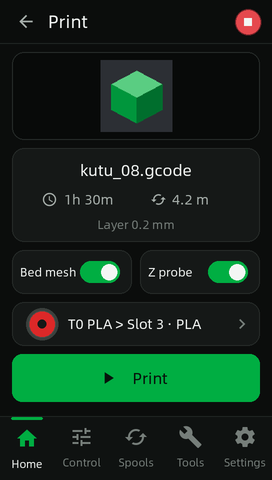 Print
kutu_08.gcode
1h 30m
4.2 m
Layer 0.2 mm
Bed mesh
Z probe
T0 PLA > Slot 3 · PLA
Print
Home
Control
Spools
Tools
Settings